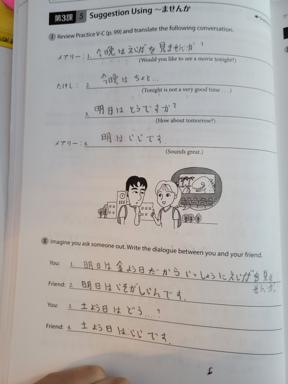 第3課 5 Suggestion Using ～ませんか
Ⅰ Review Practice V-C (p. 99) and translate the following conversation.
メアリー： 1. 今晩はえいがを見ませんか？
(Would you like to see a movie tonight?)
たけし： 2. 今晩はちょと…
(Tonight is not a very good time . . .)
3. 明日はどうですか？
(How about tomorrow?)
メアリー： 4. 明はいいです
(Sounds great.)
Ⅱ Imagine you ask someone out. Write the dialogue between you and your friend.
You: 1. 明日は金よう日だからいっしょうにえいがを見
せんか。
Friend: 2. 明日はいそがしいんです.
You: 3. 土よう日はどう…?
Friend: 4. 土よう日はいいです.